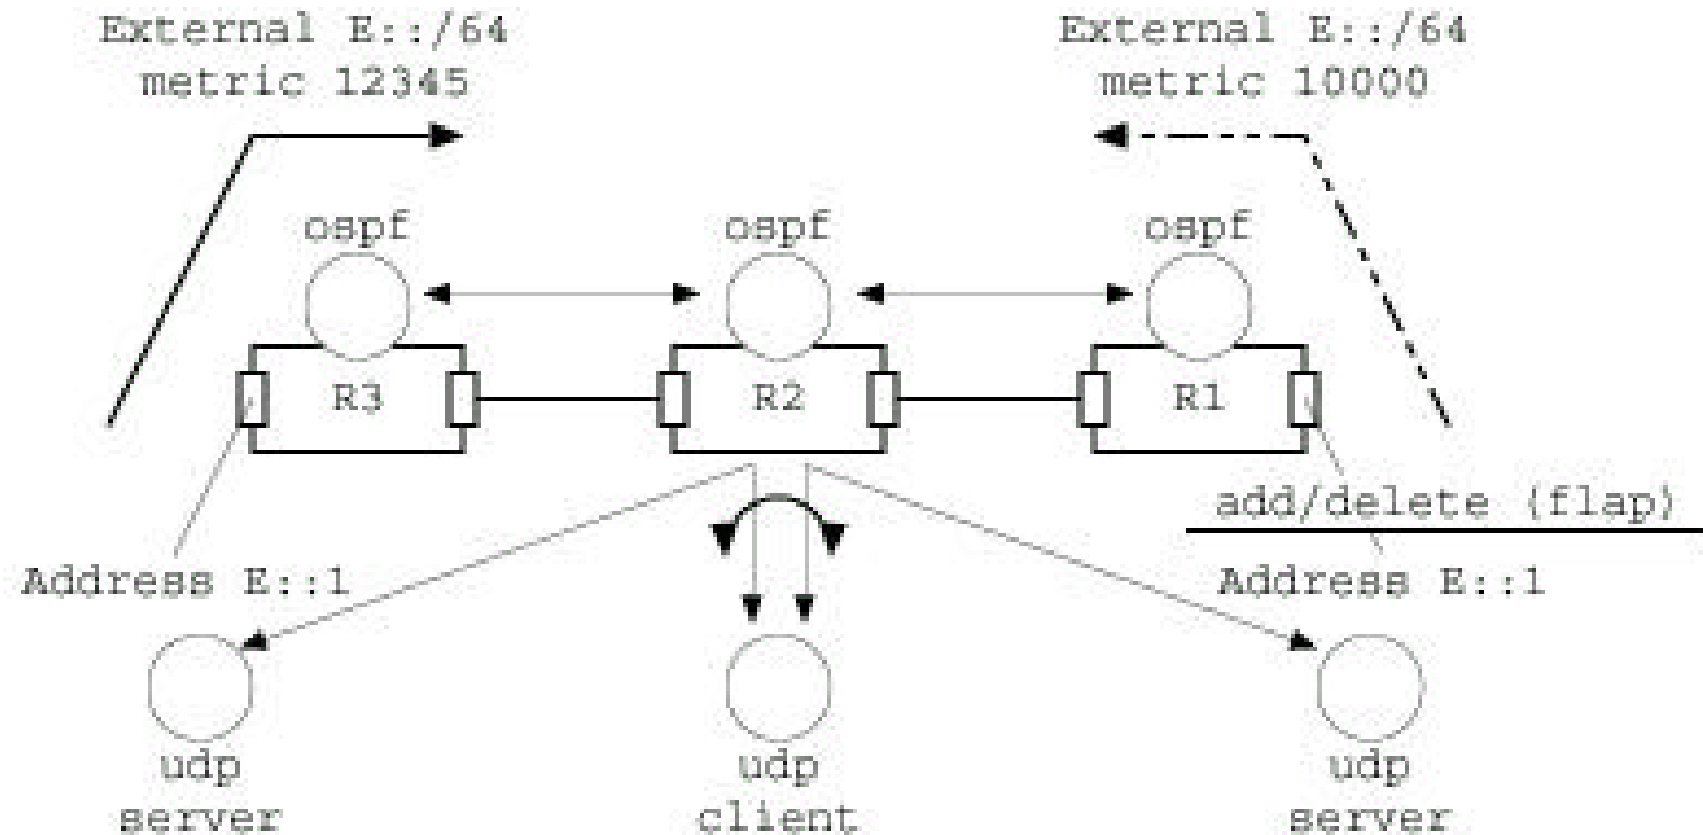 External E::/64
metric 12345
External E::/64
metric 10000
ospf
ospf
ospf
R3
R2
R1
add/delete (flap)
Address E::1
Address E::1
udp
server
udp
client
udp
server